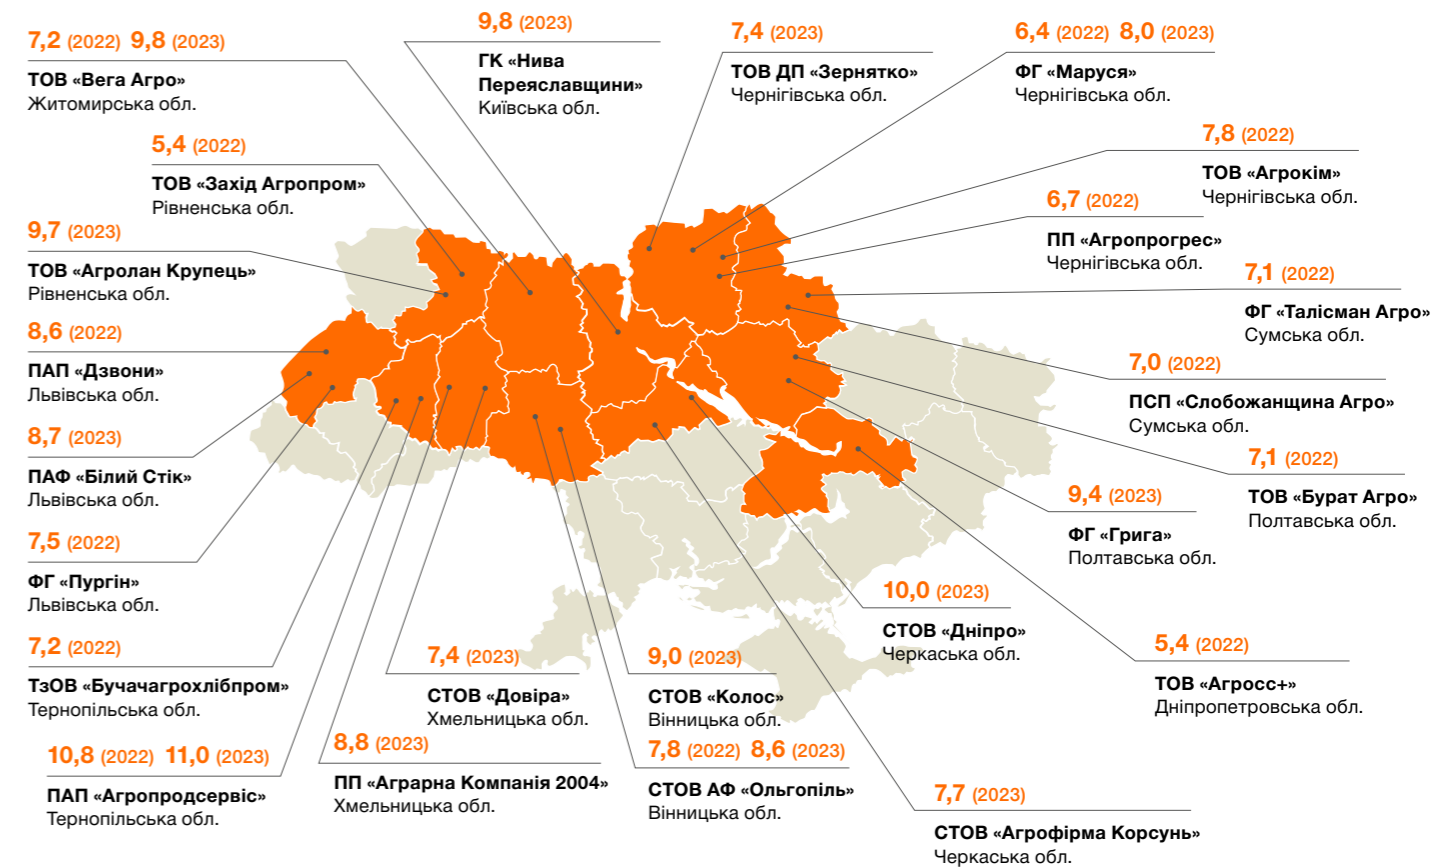 7,2 (2022) 9,8 (2023)
ТОВ «Вега Агро»
Житомирська обл.
9,8 (2023)
ГК «Нива
Переяславщини»
Київська обл.
7,4 (2023)
ТОВ ДП «Зернятко»
Чернігівська обл.
6,4 (2022) 8,0 (2023)
ФГ «Маруся»
Чернігівська обл.
5,4 (2022)
ТОВ «Захід Агропром»
Рівненська обл.
7,8 (2022)
ТОВ «Агрокім»
Чернігівська обл.
9,7 (2023)
ТОВ «Агролан Крупець»
Рівненська обл.
6,7 (2022)
ПП «Агропрогрес»
Чернігівська обл.
7,1 (2022)
ФГ «Талісман Агро»
Сумська обл.
8,6 (2022)
ПАП «Дзвони»
Львівська обл.
7,0 (2022)
ПСП «Слобожанщина Агро»
Сумська обл.
8,7 (2023)
ПАФ «Білий Стік»
Львівська обл.
7,1 (2022)
ТОВ «Бурат Агро»
Полтавська обл.
9,4 (2023)
ФГ «Грига»
Полтавська обл.
7,5 (2022)
ФГ «Пургін»
Львівська обл.
10,0 (2023)
СТОВ «Дніпро»
Черкаська обл.
7,2 (2022)
ТзОВ «Бучачагрохлібпром»
Тернопільська обл.
7,4 (2023)
СТОВ «Довіра»
Хмельницька обл.
9,0 (2023)
СТОВ «Колос»
Вінницька обл.
5,4 (2022)
ТОВ «Агросс+»
Дніпропетровська обл.
10,8 (2022) 11,0 (2023)
ПАП «Агропродсервіс»
Тернопільська обл.
8,8 (2023)
ПП «Аграрна Компанія 2004»
Хмельницька обл.
7,8 (2022) 8,6 (2023)
СТОВ АФ «Ольгопіль»
Вінницька обл.
7,7 (2023)
СТОВ «Агрофірма Корсунь»
Черкаська обл.